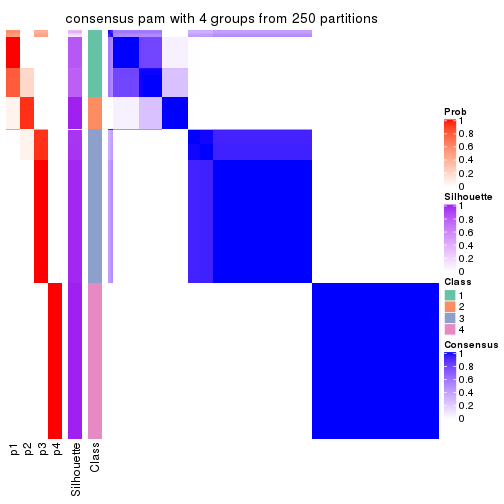 consensus pam with 4 groups from 250 partitions
Prob
1
0.8
0.6
0.4
0.2
0
Silhouette
1
0.8
0.6
0.4
0.2
0
Class
1
2
3
4
Consensus
1
0.8
0.6
0.4
0.2
0
p1
p2
p3
p4
Silhouette
Class